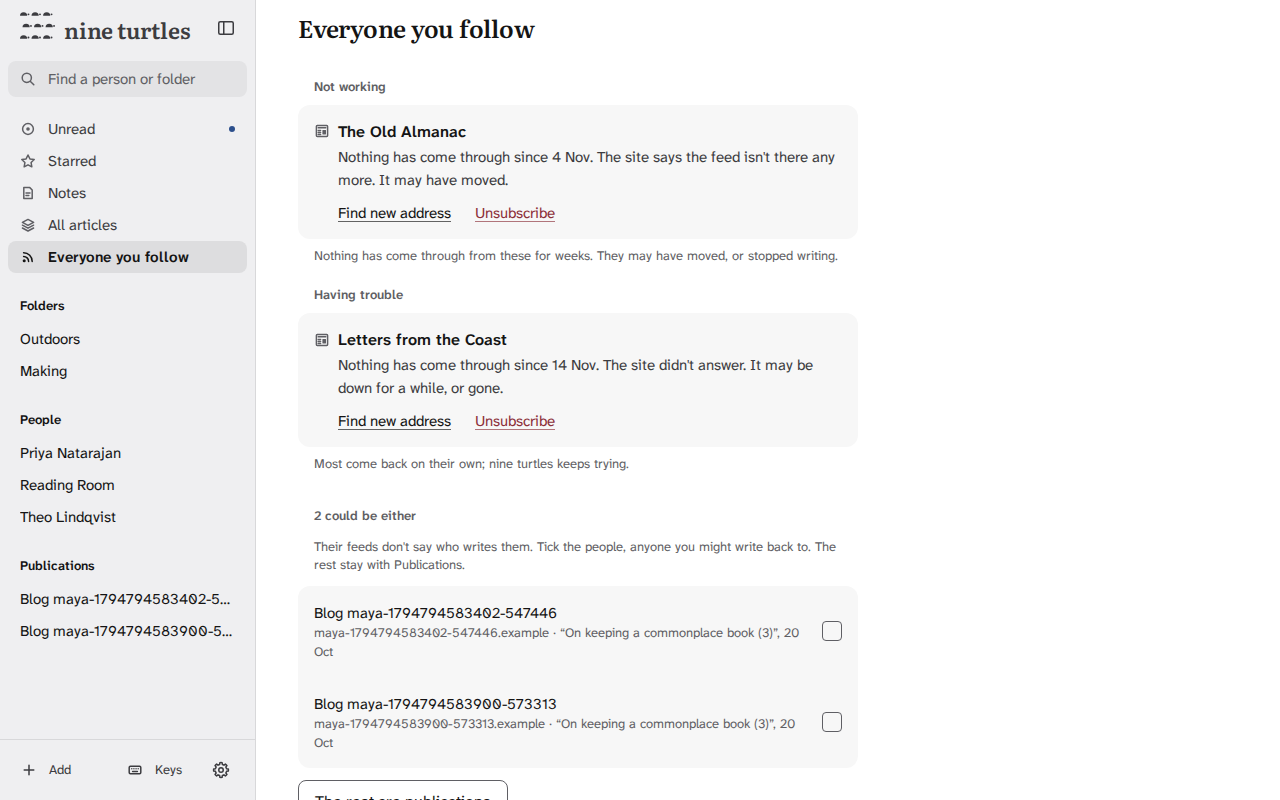 nine turtles
Find a person or folder
Unread
Starred
Notes
All articles
Everyone you follow
Folders
Outdoors
Making
People
Priya Natarajan
Reading Room
Theo Lindqvist
Publications
Blog maya-1794794583402-5...
Blog maya-1794794583900-5...
Add
Keys
Everyone you follow
Not working
The Old Almanac
Nothing has come through since 4 Nov. The site says the feed isn't there any
more. It may have moved.
Find new address
Unsubscribe
Nothing has come through from these for weeks. They may have moved, or stopped writing.
Having trouble
Letters from the Coast
Nothing has come through since 14 Nov. The site didn't answer. It may be
down for a while, or gone.
Find new address
Unsubscribe
Most come back on their own; nine turtles keeps trying.
2 could be either
Their feeds don't say who writes them. Tick the people, anyone you might write back to. The
rest stay with Publications.
Blog maya-1794794583402-547446
maya-1794794583402-547446.example · “On keeping a commonplace book (3)”, 20
Oct
Blog maya-1794794583900-573313
maya-1794794583900-573313.example · “On keeping a commonplace book (3)”, 20
Oct
The rest are publications